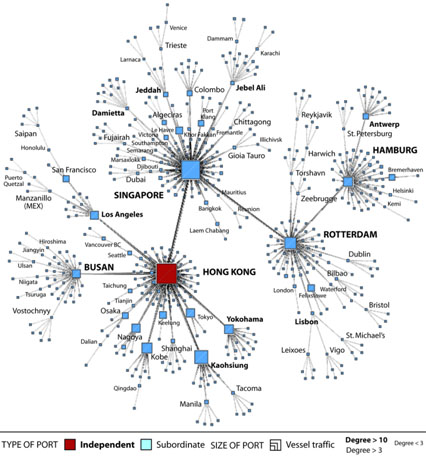 Venice
Trieste
Dammam
Karachi
Larnaca
Jeddah
Colombo
Jebel Ali
Damietta
Algeciras
Port
Klang
Chittagong
Fujairah
Victoria
Le Havre
Khor Fakkan
Fremantle
Southampton
Semarang
Illichivsk
Marsaxlokk
Gioia Tauro
Djibouti
Dubai
SINGAPORE
Mauritius
Reunion
Bangkok
Laem Chabang
Reykjavik
Antwerp
St. Petersburg
Harwich
HAMBURG
Torshavn
Bremerhaven
Helsinki
Zeebrugge
Kemi
ROTTERDAM
Dublin
Bilbao
London
Waterford
Felixstowe
Bristol
Lisbon
St. Michael's
Leixoes
Vigo
Saipan
Honolulu
Puerto
Quetzal
San Francisco
Manzanillo
(MEX)
Los Angeles
Vancouver BC
Seattle
Hiroshima
Jiangyin
Ulsan
BUSAN
HONG KONG
Niigata
Tsuruga
Vostochnyy
Taichung
Tianjin
Osaka
Keelung
Tokyo
Yokohama
Nagoya
Dalian
Kobe
Shanghai
Kaohsiung
Qingdao
Manila
Tacoma
TYPE OF PORT Independent Subordinate SIZE OF PORT Vessel traffic Degree > 10 Degree < 3
Degree > 3